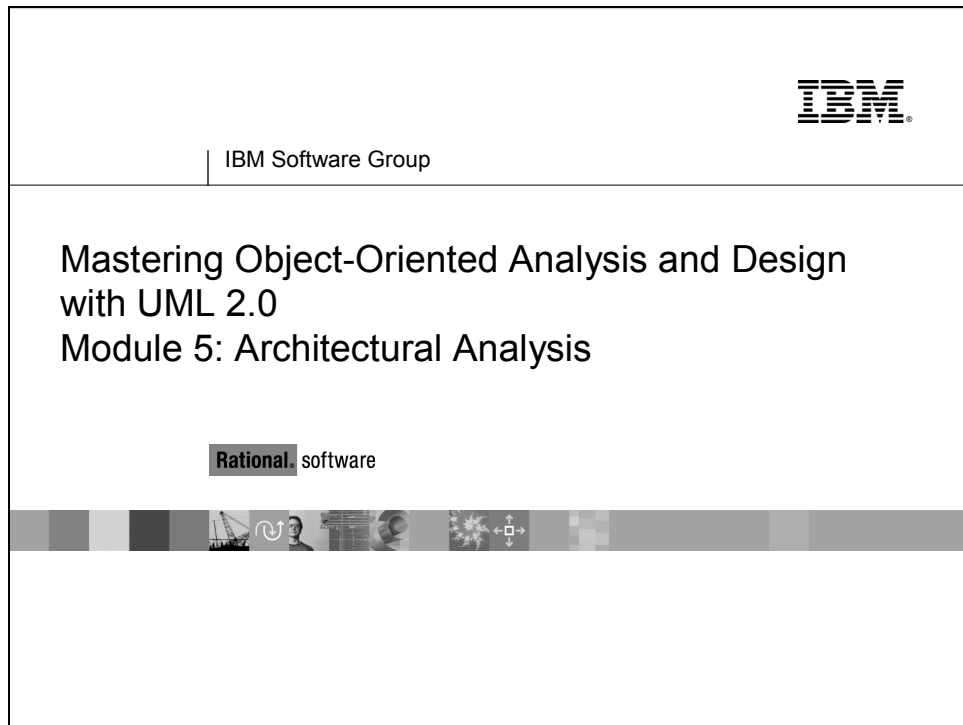 IBM®
IBM Software Group
Mastering Object-Oriented Analysis and Design
with UML 2.0
Module 5: Architectural Analysis
Rational® software